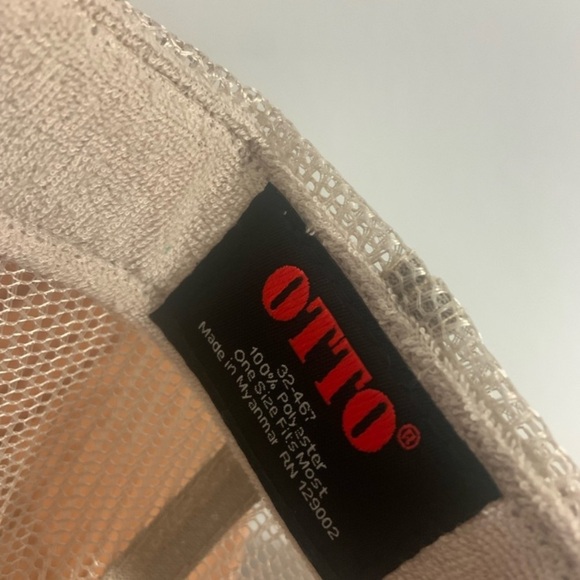 OTTO®
32-467
100% Polyester
One Size Fits Most
Made in Myanmar RN 129002